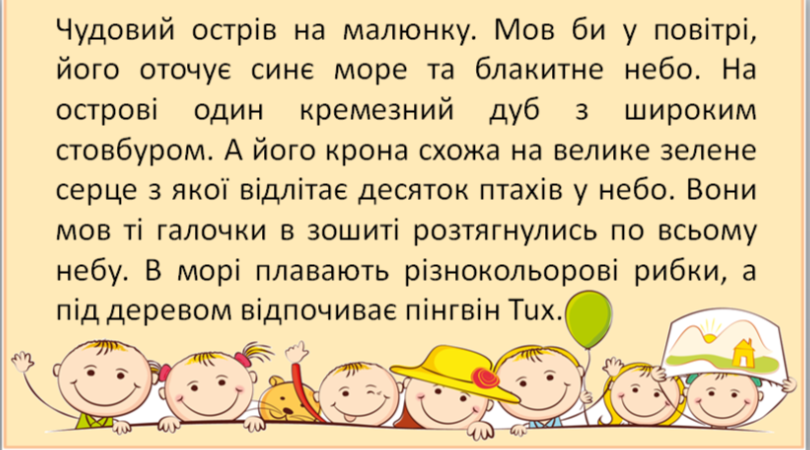 Чудовий острів на малюнку. Мов би у повітрі,
його оточує синє море та блакитне небо. На
острові один кремезний дуб з широким
стовбуром. А його крона схожа на велике зелене
серце з якої відлітає десяток птахів у небо. Вони
мов ті галочки в зошиті розтягнулись по всьому
небу. В морі плавають різнокольорові рибки, а
під деревом відпочиває пінгвін Tux.